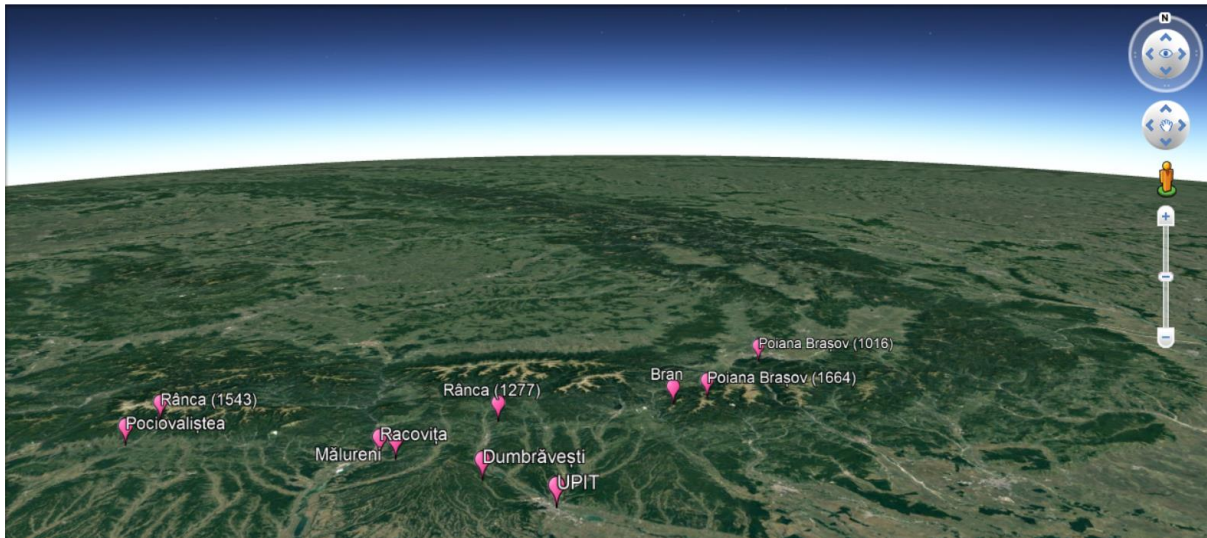 N
Poiana Brașov (1016)
Bran
Poiana Brașov (1664)
Rânca (1277)
Rânca (1543)
Pociovaliștea
Racovița
Mălureni
Dumbrăvești
UPIT